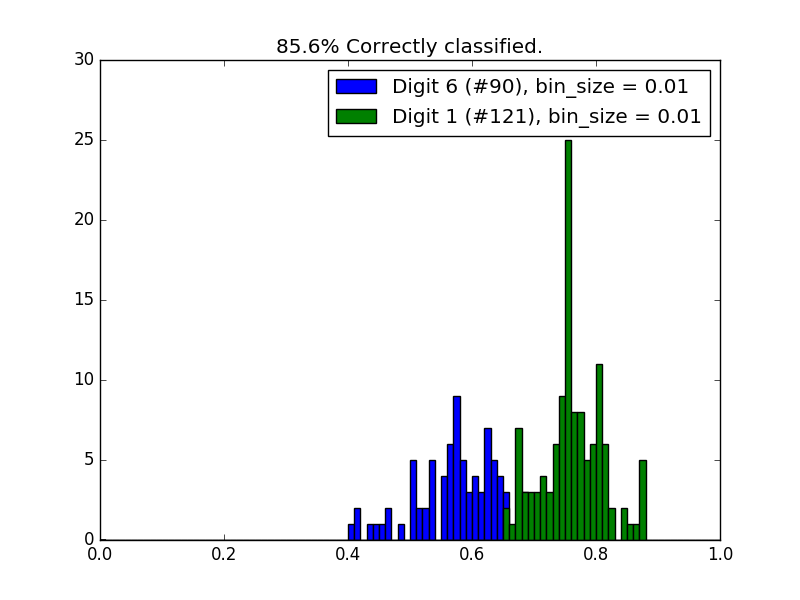 85.6% Correctly classified.
30
Digit 6 (#90), bin_size = 0.01
Digit 1 (#121), bin_size = 0.01
25
20
15
10
5
0
0.0 0.2 0.4 0.6 0.8 1.0